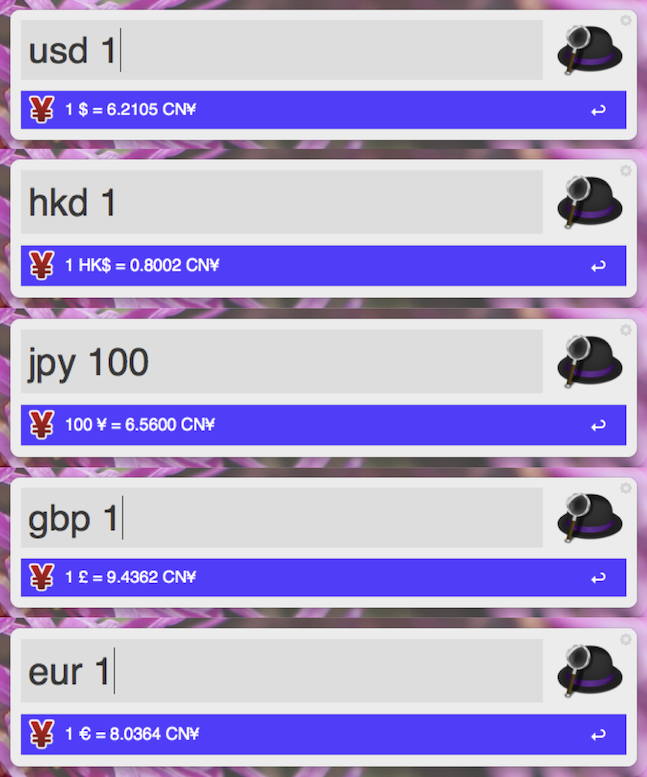 usd 1
1 $ = 6.2105 CN¥
hkd 1
1 HK$ = 0.8002 CN¥
jpy 100
100 ¥ = 6.5600 CN¥
gbp 1
1 £ = 9.4362 CN¥
eur 1
1 € = 8.0364 CN¥